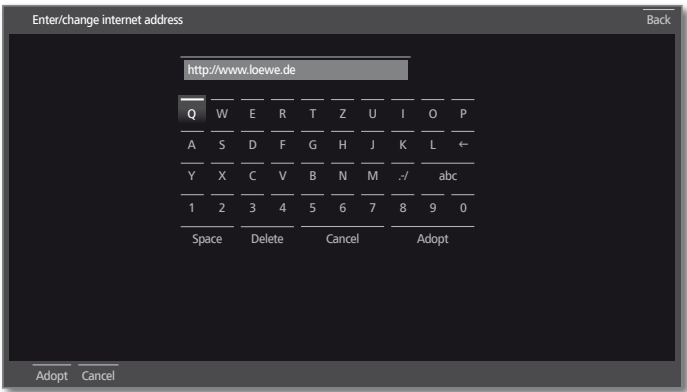 Enter/change internet address Back
http://www.loewe.de
Q W E R T Z U I O P
A S D F G H J K L ←
Y X C V B N M .-/ abc
1 2 3 4 5 6 7 8 9 0
Space Delete Cancel Adopt
Adopt Cancel